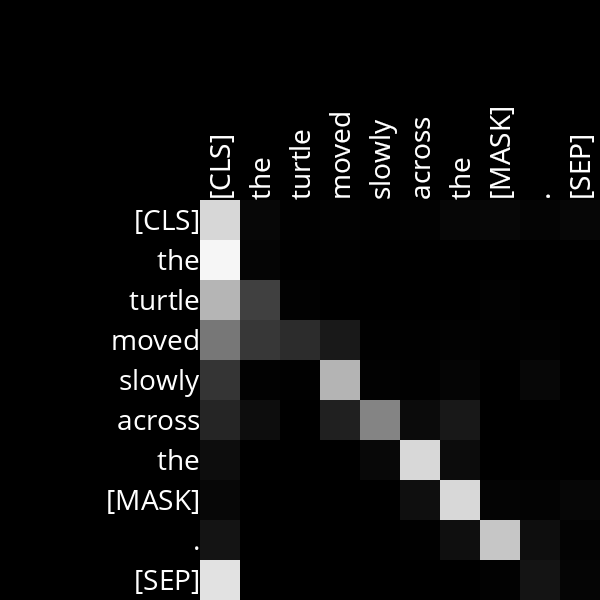 [CLS] the turtle moved slowly across the [MASK] . [SEP]
[CLS]
the
turtle
moved
slowly
across
the
[MASK]
.
[SEP]